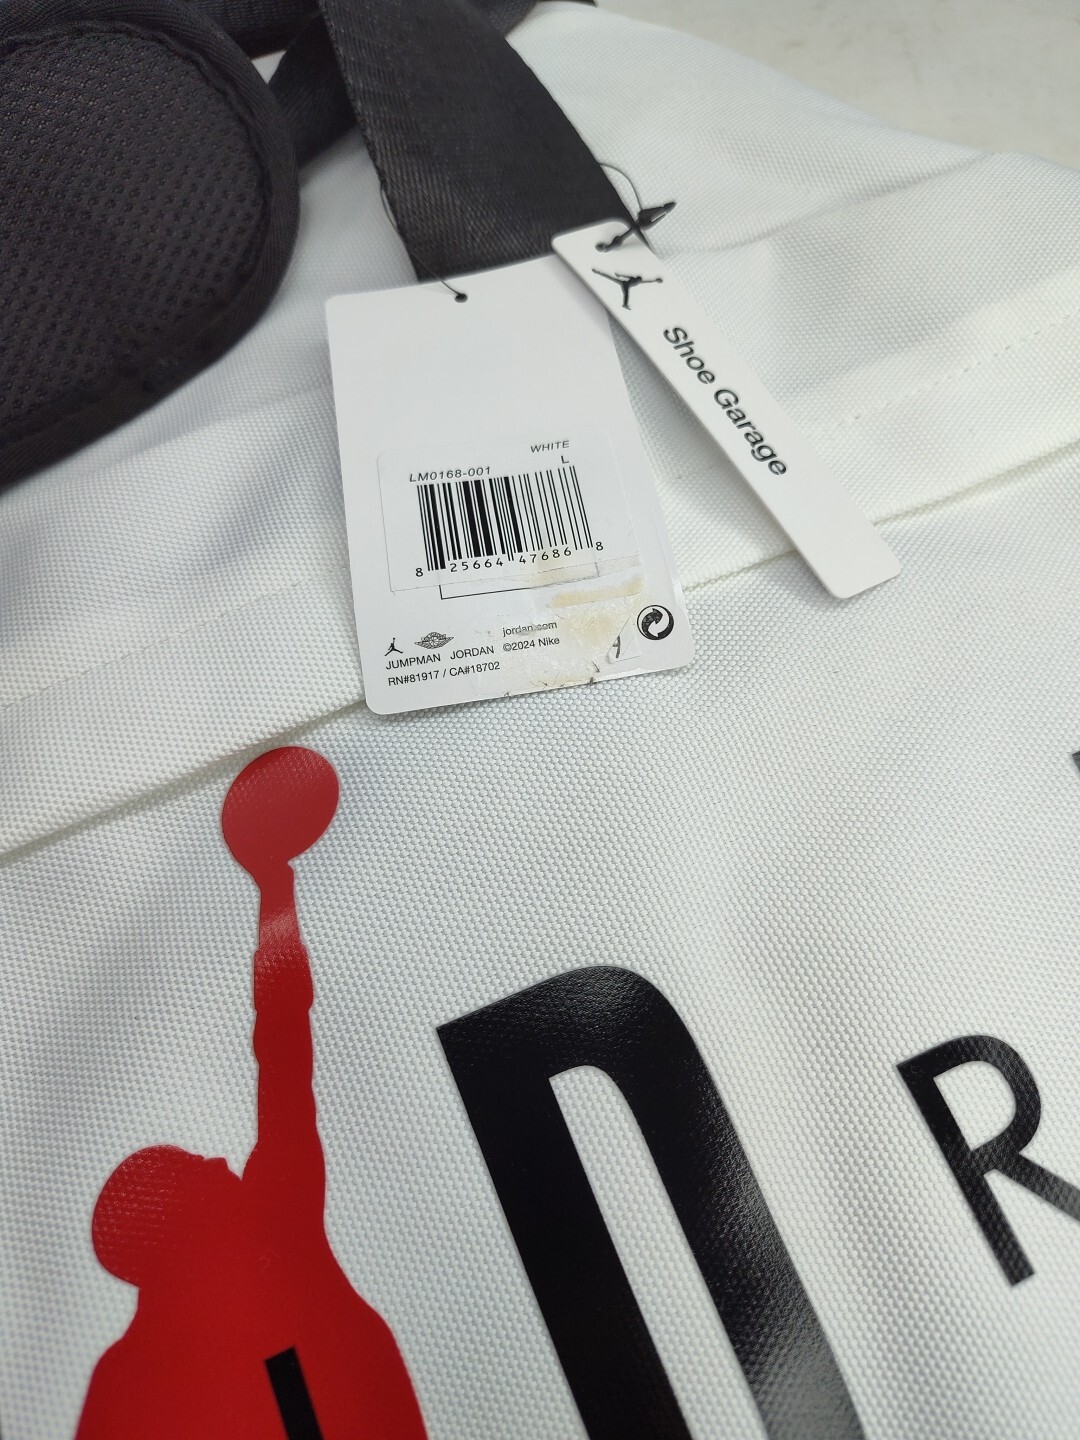 Shoe Garage
WHITE
LM0168-001 L
8 25664 47686 8
jordan.com
JUMPMAN JORDAN ©2024 Nike
RN#81917 / CA#18702
R